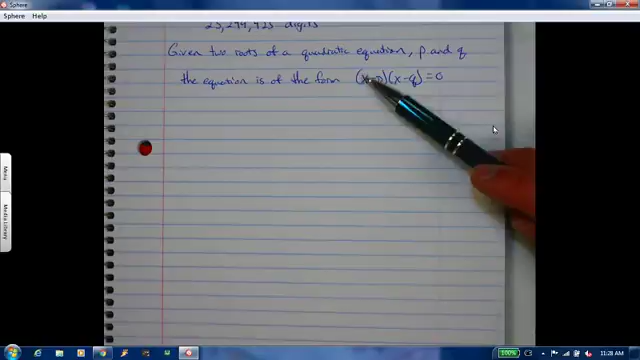 Sphere
Sphere Help
23,249,425 digits
Given two roots of a quadratic equation, p and q
the equation is of the form (x-p)(x-q) = 0
Menu
Media Library
100%
11:28 AM